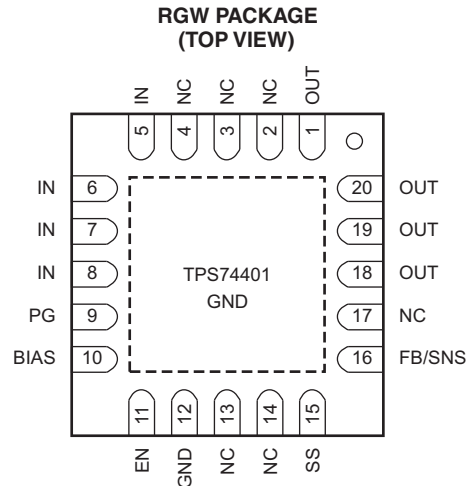 RGW PACKAGE
(TOP VIEW)
IN
NC
NC
NC
OUT
5
4
3
2
1
IN 6
20 OUT
IN 7
19 OUT
IN 8
TPS74401
18 OUT
GND
PG 9
17 NC
BIAS 10
16 FB/SNS
11
12
13
14
15
EN
GND
NC
NC
SS